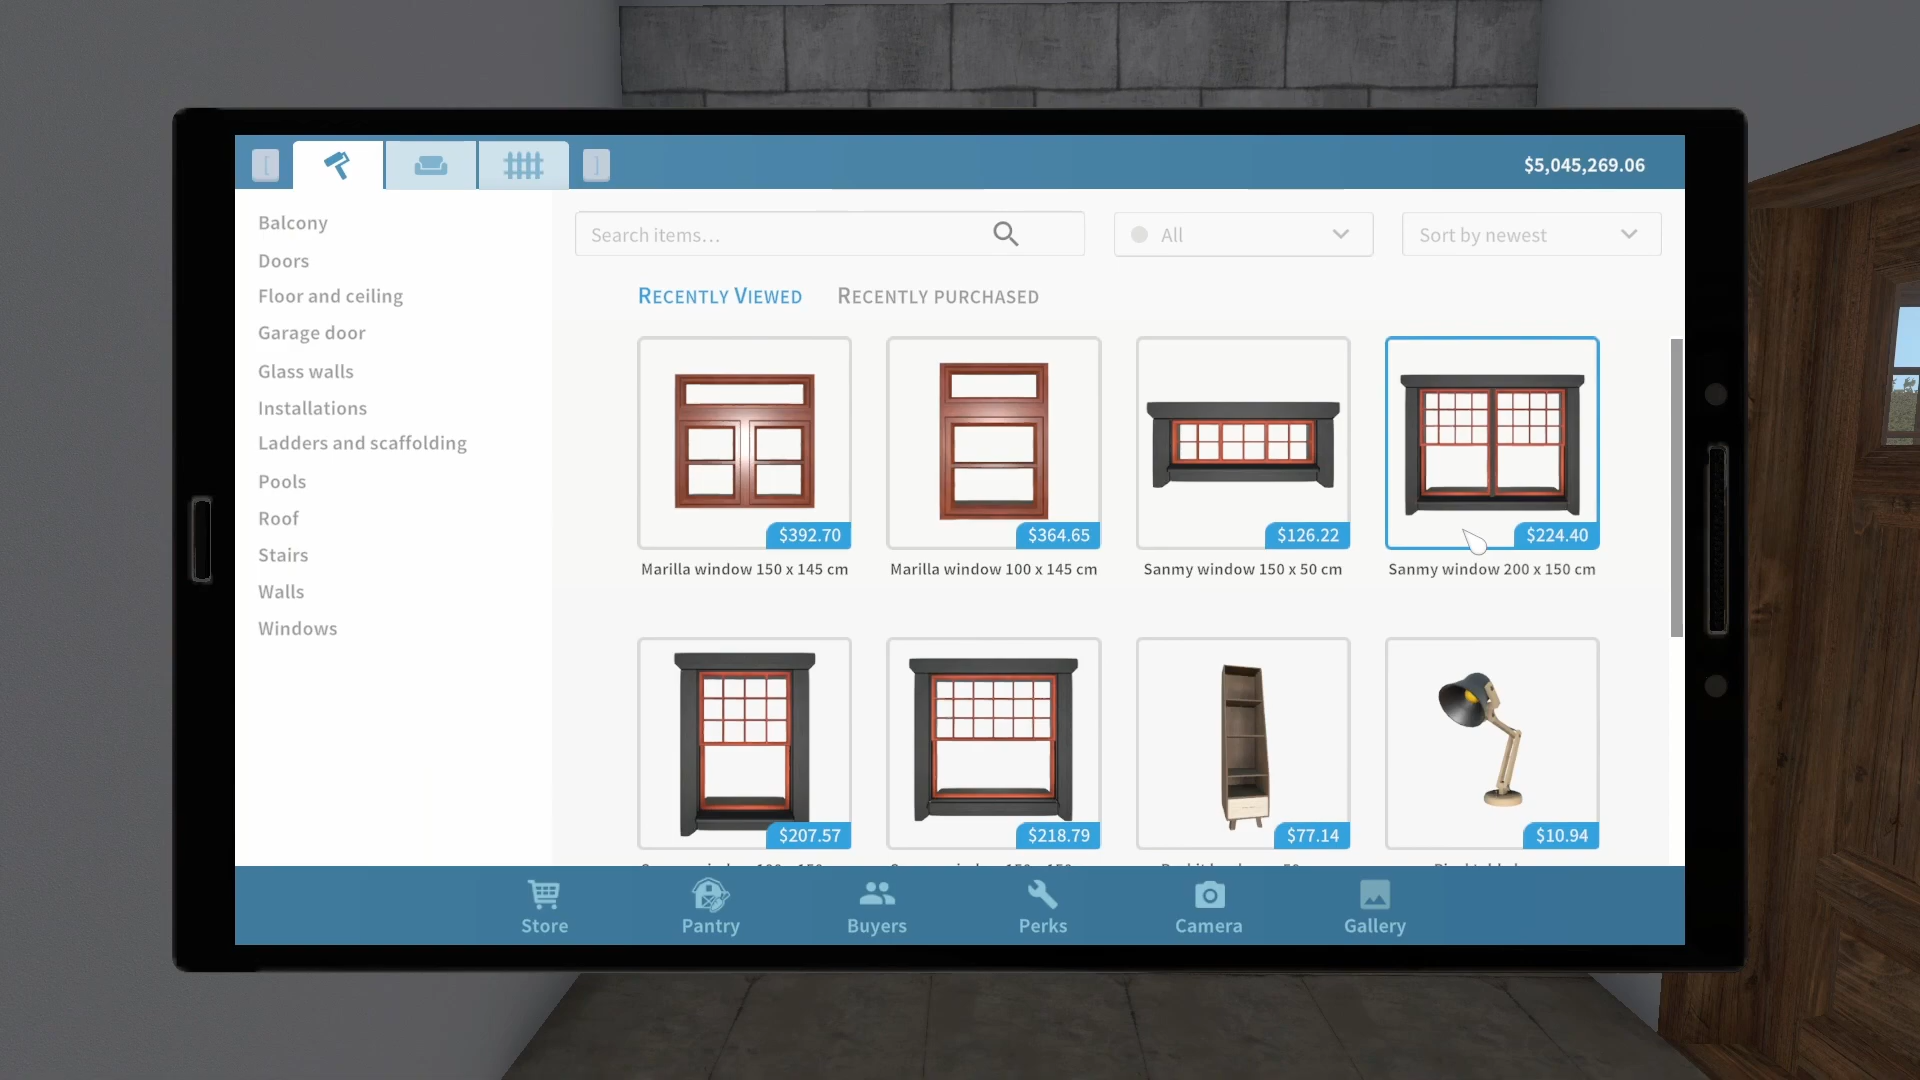 [
]
$5,045,269.06
Balcony
Doors
Floor and ceiling
Garage door
Glass walls
Installations
Ladders and scaffolding
Pools
Roof
Stairs
Walls
Windows
Search items...
All
Sort by newest
RECENTLY VIEWED
RECENTLY PURCHASED
$392.70
$364.65
$126.22
$224.40
Marilla window 150 x 145 cm
Marilla window 100 x 145 cm
Sanmy window 150 x 50 cm
Sanmy window 200 x 150 cm
$207.57
$218.79
$77.14
$10.94
Store
Pantry
Buyers
Perks
Camera
Gallery